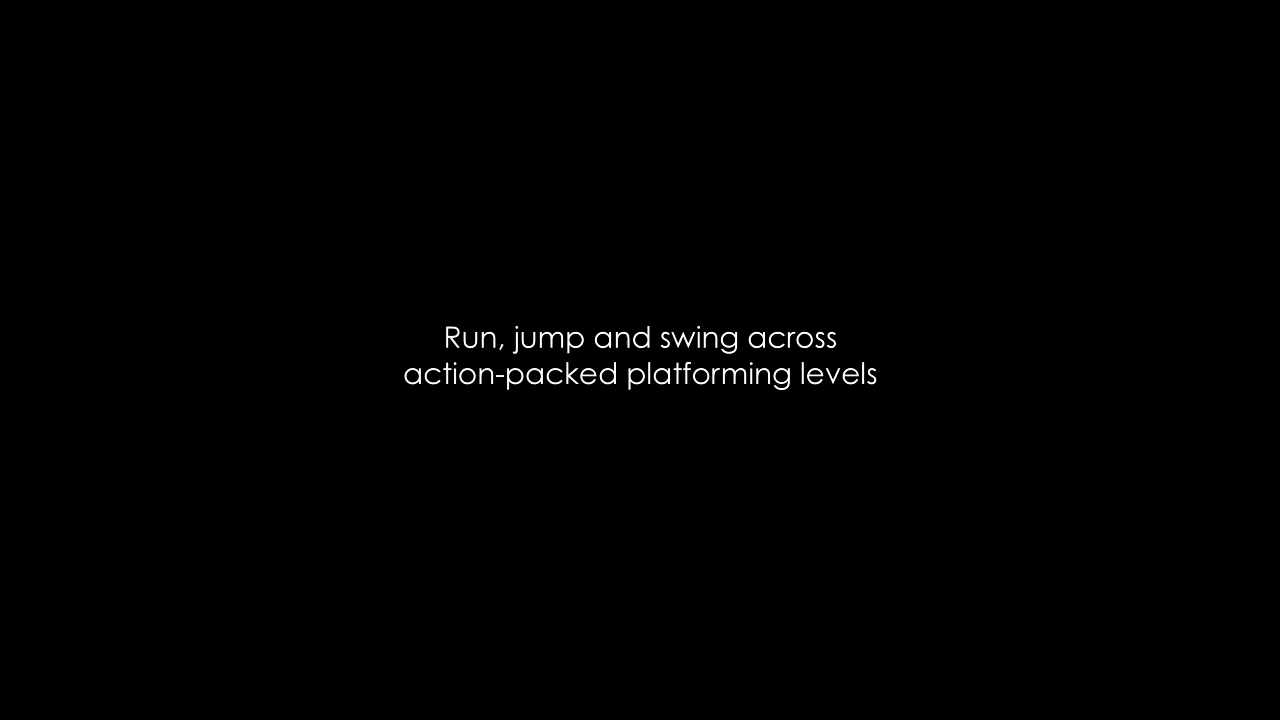 Run, jump and swing across
action-packed platforming levels